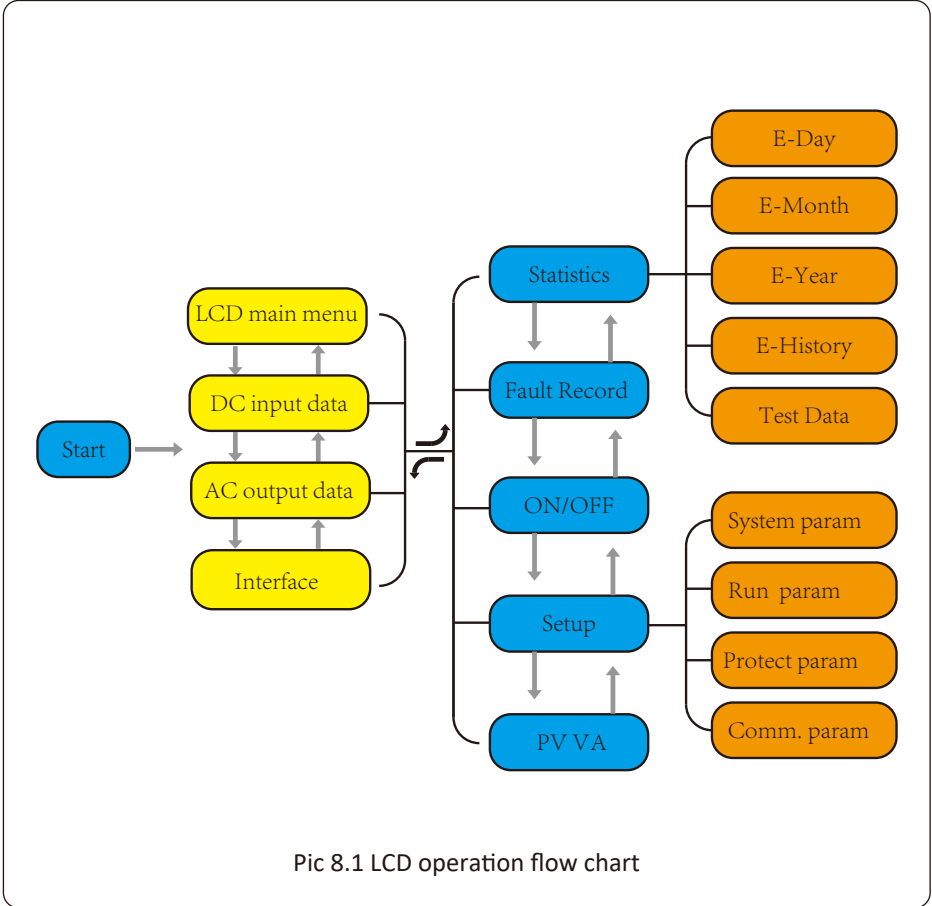 Start
LCD main menu
DC input data
AC output data
Interface
Statistics
Fault Record
ON/OFF
Setup
PV VA
E-Day
E-Month
E-Year
E-History
Test Data
System param
Run param
Protect param
Comm. param
Pic 8.1 LCD operation flow chart